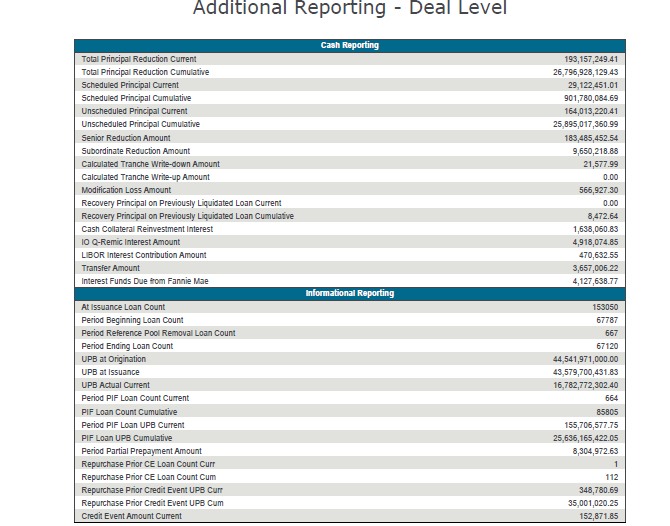 Additional Reporting - Deal Level
Cash Reporting
Total Principal Reduction Current 193,157,249.41
Total Principal Reduction Cumulative 26,796,928,129.43
Scheduled Principal Current 29,122,451.01
Scheduled Principal Cumulative 901,780,084.69
Unscheduled Principal Current 164,013,220.41
Unscheduled Principal Cumulative 25,895,017,360.99
Senior Reduction Amount 183,485,452.54
Subordinate Reduction Amount 9,650,218.88
Calculated Tranche Write-down Amount 21,577.99
Calculated Tranche Write-up Amount 0.00
Modification Loss Amount 566,927.30
Recovery Principal on Previously Liquidated Loan Current 0.00
Recovery Principal on Previously Liquidated Loan Cumulative 8,472.64
Cash Collateral Reinvestment Interest 1,638,060.83
IO Q-Remic Interest Amount 4,918,074.85
LIBOR Interest Contribution Amount 470,632.55
Transfer Amount 3,657,006.22
Interest Funds Due from Fannie Mae 4,127,638.77
Informational Reporting
At Issuance Loan Count 153050
Period Beginning Loan Count 67787
Period Reference Pool Removal Loan Count 667
Period Ending Loan Count 67120
UPB at Origination 44,541,971,000.00
UPB at Issuance 43,579,700,431.83
UPB Actual Current 16,782,772,302.40
Period PIF Loan Count Current 664
PIF Loan Count Cumulative 85805
Period PIF Loan UPB Current 155,706,577.75
PIF Loan UPB Cumulative 25,636,165,422.05
Period Partial Prepayment Amount 8,304,972.63
Repurchase Prior CE Loan Count Curr 1
Repurchase Prior CE Loan Count Cum 112
Repurchase Prior Credit Event UPB Curr 348,780.69
Repurchase Prior Credit Event UPB Cum 35,001,020.25
Credit Event Amount Current 152,871.85